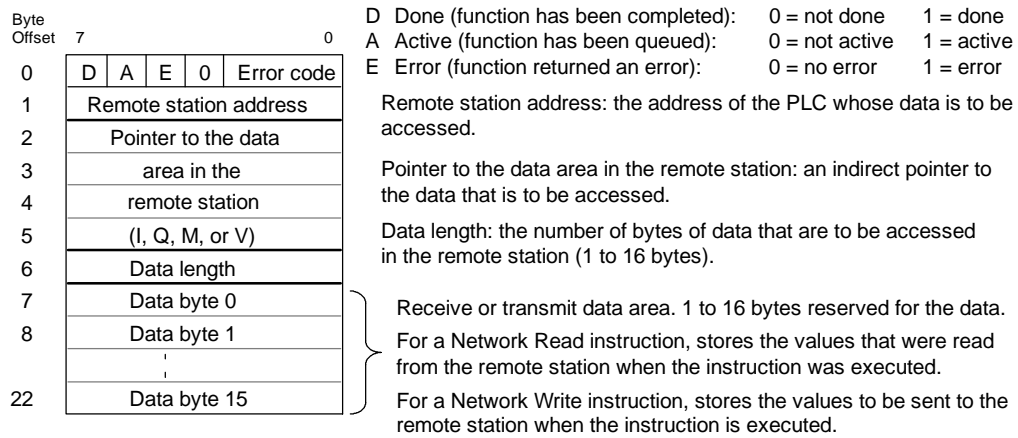 Byte
Offset 7 0
0 D A E 0 Error code
1 Remote station address
2 Pointer to the data
3 area in the
4 remote station
5 (I, Q, M, or V)
6 Data length
7 Data byte 0
8 Data byte 1
22 Data byte 15
D Done (function has been completed): 0 = not done 1 = done
A Active (function has been queued): 0 = not active 1 = active
E Error (function returned an error): 0 = no error 1 = error
Remote station address: the address of the PLC whose data is to be
accessed.
Pointer to the data area in the remote station: an indirect pointer to
the data that is to be accessed.
Data length: the number of bytes of data that are to be accessed
in the remote station (1 to 16 bytes).
Receive or transmit data area. 1 to 16 bytes reserved for the data.
For a Network Read instruction, stores the values that were read
from the remote station when the instruction was executed.
For a Network Write instruction, stores the values to be sent to the
remote station when the instruction is executed.